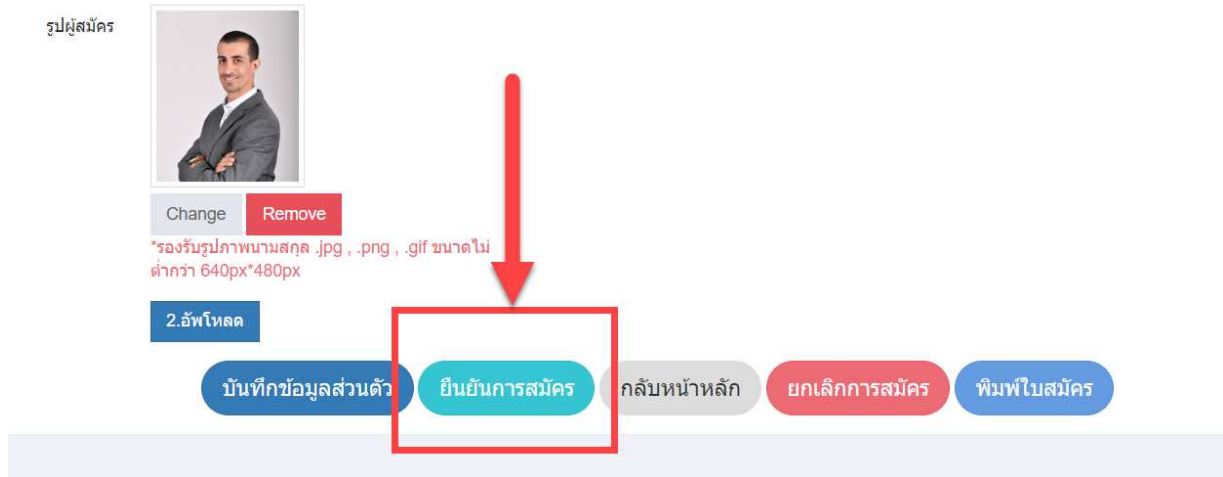 รูปผู้สมัคร
Change Remove
*รองรับรูปภาพนามสกุล .jpg , .png , .gif ขนาดไม่
ต่ำกว่า 640px*480px
2.อัพโหลด
บันทึกข้อมูลส่วนตัว ยืนยันการสมัคร กลับหน้าหลัก ยกเลิกการสมัคร พิมพ์ใบสมัคร